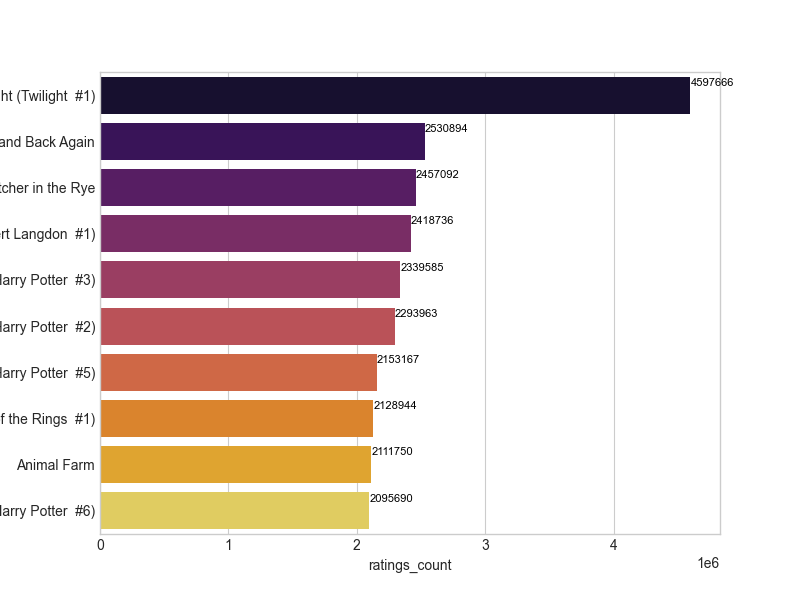 ht (Twilight #1) 4597666
and Back Again 2530894
tcher in the Rye 2457092
rt Langdon #1) 2418736
Harry Potter #3) 2339585
Harry Potter #2) 2293963
Harry Potter #5) 2153167
f the Rings #1) 2128944
Animal Farm 2111750
Harry Potter #6) 2095690
0 1 2 3 4
1e6
ratings_count